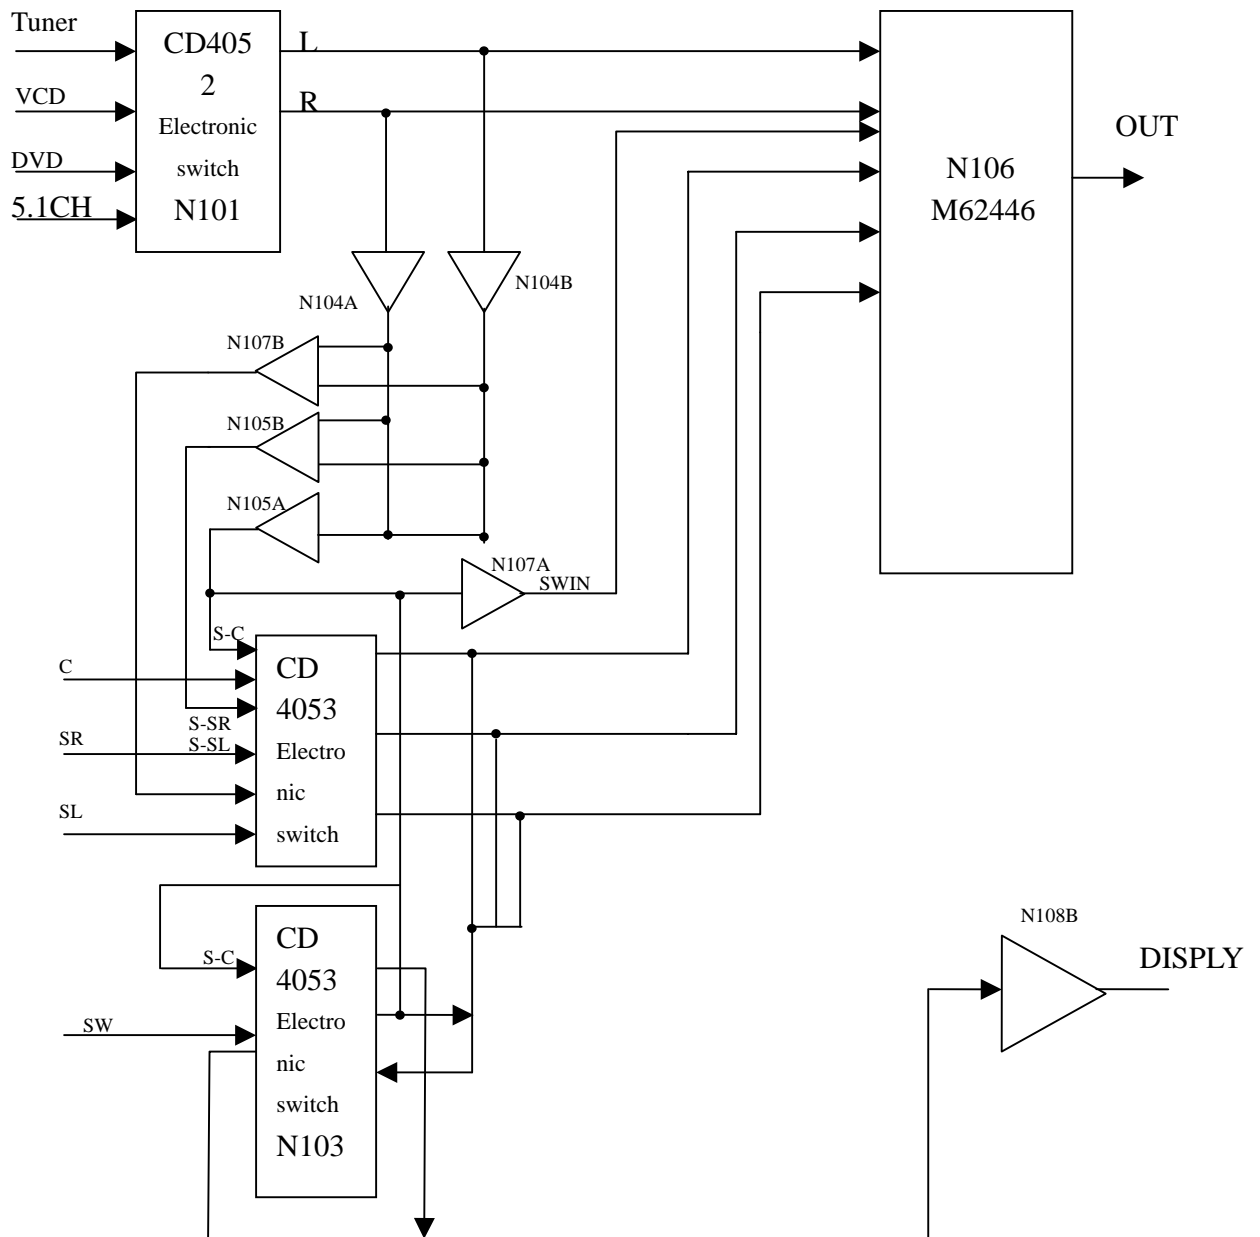 Tuner
VCD
DVD
5.1CH
CD405
2
Electronic
switch
N101
L
R
N106
M62446
OUT
N104A
N104B
N107B
N105B
N105A
N107A
SWIN
S-C
C
S-SR
SR
S-SL
SL
CD
4053
Electro
nic
switch
S-C
SW
CD
4053
Electro
nic
switch
N103
N108B
DISPLY